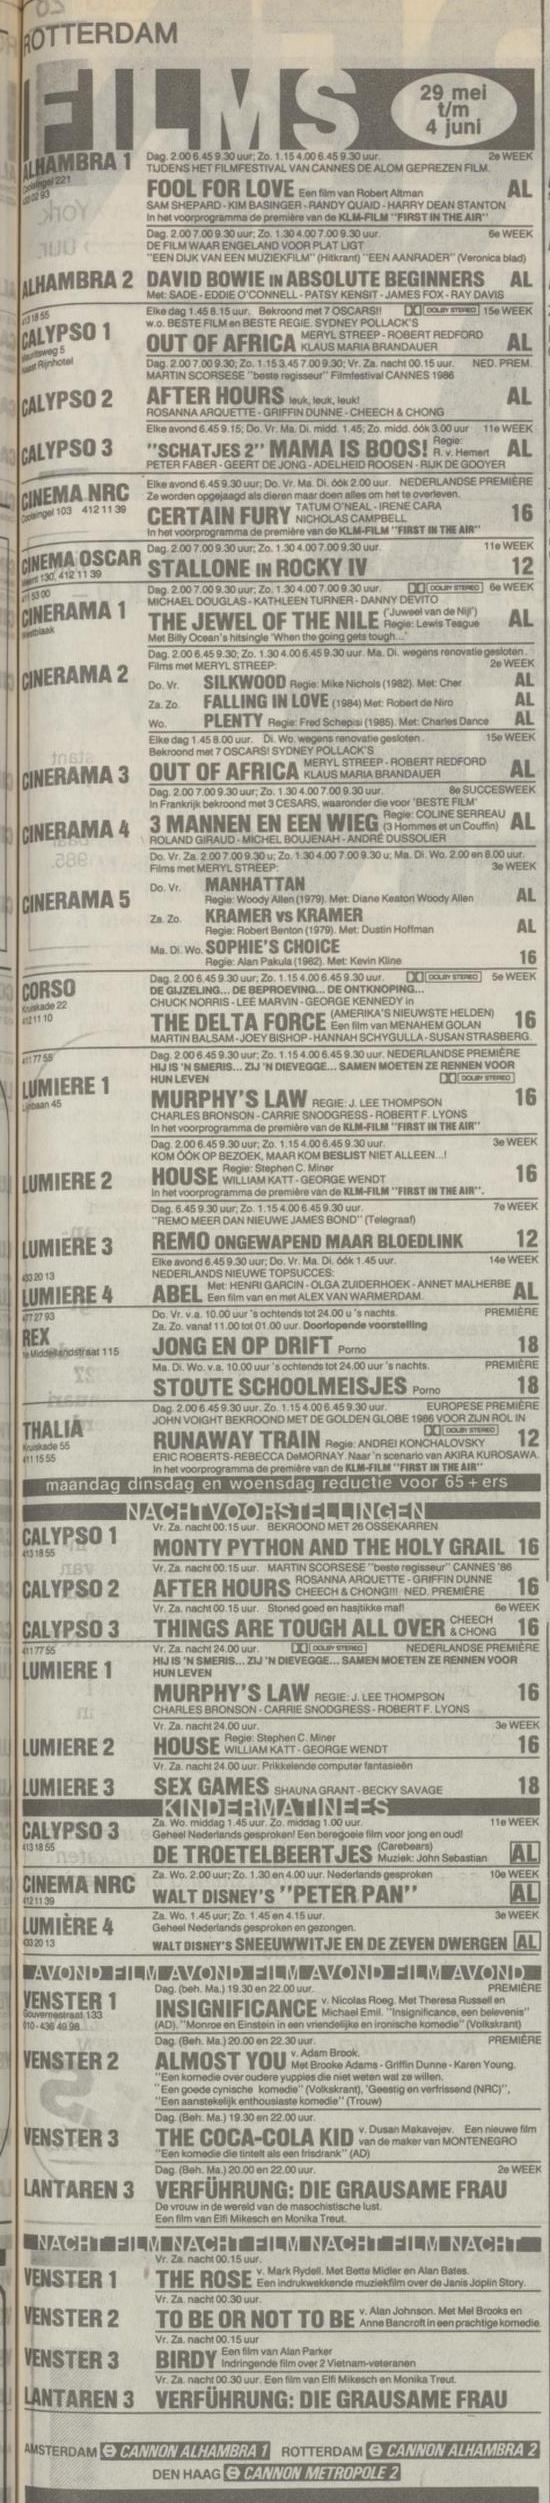 ROTTERDAM
FILMS
29 mei
t/m
4 juni
ALHAMBRA 1
Coolsingel 221
Dag. 2.00 6.45 9.30 uur; Zo. 1.15 4.00 6.45 9.30 uur. 2e WEEK
TIJDENS HET FILMFESTIVAL VAN CANNES DE ALOM GEPREZEN FILM.
FOOL FOR LOVE Een film van Robert Altman AL
SAM SHEPARD - KIM BASINGER - RANDY QUAID - HARRY DEAN STANTON
In het voorprogramma de première van de KLM-FILM "FIRST IN THE AIR"
Dag. 2.00 6.45 9.30 uur; Zo. 1.30 4.00 6.45 9.30 uur. 6e WEEK
DE FILM WAAR ENGELAND VOOR PLAT LIGT
"EEN DIJK VAN EEN MUZIEKFILM" (Hitkrant) "EEN AANRADER" (Veronica blad)
ALHAMBRA 2 DAVID BOWIE IN ABSOLUTE BEGINNERS AL
Met: SADE - EDDIE O'CONNELL - PATSY KENSIT - JAMES FOX - RAY DAVIS
413 18 55
CALYPSO 1
Mauritsweg 5
naast Rijnhotel
Elke dag 1.45 8.15 uur. Bekroond met 7 OSCARS!! DOLBY STEREO 15e WEEK
w.o. BESTE FILM en BESTE REGIE. SYDNEY POLLACK'S
OUT OF AFRICA MERYL STREEP - ROBERT REDFORD
KLAUS MARIA BRANDAUER AL
Dag. 2.00 7.00 9.30; Zo. 1.15 3.45 7.00 9.30; Vr. Za. nacht 00.15 uur. NED. PREM.
MARTIN SCORSESE "beste regisseur" Filmfestival CANNES 1986
CALYPSO 2 AFTER HOURS leuk, leuk, leuk! AL
ROSANNA ARQUETTE - GRIFFIN DUNNE - CHEECH & CHONG
Elke avond 6.45 9.15; Do. Vr. Ma. Di. midd. 1.45; Zo. midd. óók 3.00 uur 11e WEEK
CALYPSO 3 "SCHATJES 2" MAMA IS BOOS! Regie:
R. v. Hemert AL
PETER FABER - GEERT DE JONG - ADELHEID ROOSEN - RIJK DE GOOYER
CINEMA NRC
Coolsingel 103 412 11 39
Elke avond 6.45 9.30 uur; Do. Vr. Ma. Di. óók 2.00 uur. NEDERLANDSE PREMIÈRE
Ze worden opgejaagd als dieren maar doen alles om het te overleven.
CERTAIN FURY TATUM O'NEAL - IRENE CARA
NICHOLAS CAMPBELL 16
In het voorprogramma de première van de KLM-FILM "FIRST IN THE AIR"
CINEMA OSCAR
130, 412 11 39
Dag. 2.00 7.00 9.30 uur; Zo. 1.30 4.00 7.00 9.30 uur. 11e WEEK
STALLONE IN ROCKY IV 12
CINERAMA 1
Westblaak
Dag. 2.00 7.00 9.30 uur; Zo. 1.30 4.00 7.00 9.30 uur. DOLBY STEREO 6e WEEK
MICHAEL DOUGLAS - KATHLEEN TURNER - DANNY DEVITO
THE JEWEL OF THE NILE ('Juweel van de Nijl')
Regie: Lewis Teague AL
Met Billy Ocean's hitsingle 'When the going gets tough...'
CINERAMA 2
Dag. 2.00 6.45 9.30; Zo. 1.30 4.00 6.45 9.30 uur. Ma. Di. wegens renovatie gesloten.
Films met MERYL STREEP: 2e WEEK
Do. Vr. SILKWOOD Regie: Mike Nichols (1982). Met: Cher AL
Za. Zo. FALLING IN LOVE (1984) Met: Robert de Niro AL
Wo. PLENTY Regie: Fred Schepisi (1985). Met: Charles Dance AL
Elke dag 1.45 8.00 uur. Di. Wo. wegens renovatie gesloten. 15e WEEK
Bekroond met 7 OSCARS! SYDNEY POLLACK'S
CINERAMA 3 OUT OF AFRICA MERYL STREEP - ROBERT REDFORD
KLAUS MARIA BRANDAUER AL
Dag. 2.00 7.00 9.30 uur; Zo. 1.30 4.00 7.00 9.30 uur. 8e SUCCESWEEK
In Frankrijk bekroond met 3 CESARS, waaronder die voor 'BESTE FILM'
CINERAMA 4 3 MANNEN EN EEN WIEG Regie: COLINE SERREAU
(3 Hommes et un Couffin) AL
ROLAND GIRAUD - MICHEL BOUJENAH - ANDRÉ DUSSOLIER
Do. Vr. Za. 2.00 7.00 9.30 u; Zo. 1.30 4.00 7.00 9.30 u; Ma. Di. Wo. 2.00 en 8.00 uur.
Films met MERYL STREEP: 3e WEEK
CINERAMA 5
Do. Vr. MANHATTAN
Regie: Woody Allen (1979). Met: Diane Keaton Woody Allen AL
Za. Zo. KRAMER vs KRAMER
Regie: Robert Benton (1979). Met: Dustin Hoffman AL
Ma. Di. Wo. SOPHIE'S CHOICE
Regie: Alan Pakula (1982). Met: Kevin Kline 16
CORSO
Kruiskade 22
412 11 10
Dag. 2.00 6.45 9.30 uur; Zo. 1.15 4.00 6.45 9.30 uur. DOLBY STEREO 5e WEEK
DE GIJZELING... DE BEPROEVING... DE ONTKNOPING...
CHUCK NORRIS - LEE MARVIN - GEORGE KENNEDY in
THE DELTA FORCE (AMERIKA'S NIEUWSTE HELDEN)
Een film van MENAHEM GOLAN 16
MARTIN BALSAM - JOEY BISHOP - HANNAH SCHYGULLA - SUSAN STRASBERG.
411 77 55
LUMIERE 1
Lijnbaan 45
Dag. 2.00 6.45 9.30 uur; Zo. 1.15 4.00 6.45 9.30 uur. NEDERLANDSE PREMIÈRE
HIJ IS 'N SMERIS... ZIJ 'N DIEVEGGE... SAMEN MOETEN ZE RENNEN VOOR
HUN LEVEN DOLBY STEREO
MURPHY'S LAW REGIE: J. LEE THOMPSON 16
CHARLES BRONSON - CARRIE SNODGRESS - ROBERT F. LYONS
In het voorprogramma de première van de KLM-FILM "FIRST IN THE AIR"
Dag. 2.00 6.45 9.30 uur; Zo. 1.15 4.00 6.45 9.30 uur. 3e WEEK
KOM ÓÓK OP BEZOEK, MAAR KOM BESLIST NIET ALLEEN...!
LUMIERE 2 HOUSE Regie: Stephen C. Miner
WILLIAM KATT - GEORGE WENDT 16
In het voorprogramma de première van de KLM-FILM "FIRST IN THE AIR".
Dag. 6.45 9.30 uur; Zo. 1.15 4.00 6.45 9.30 uur. 7e WEEK
"REMO MEER DAN NIEUWE JAMES BOND" (Telegraaf)
LUMIERE 3 REMO ONGEWAPEND MAAR BLOEDLINK 12
433 20 13
Elke avond 6.45 9.30 uur; Do. Vr. Ma. Di. óók 1.45 uur. 14e WEEK
NEDERLANDS NIEUWE TOPSUCCES:
LUMIERE 4 ABEL Met: HENRI GARCIN - OLGA ZUIDERHOEK - ANNET MALHERBE
Een film van en met ALEX VAN WARMERDAM. AL
477 27 93
REX
1e Middellandstraat 115
Do. Vr. v.a. 10.00 uur 's ochtends tot 24.00 u 's nachts. PREMIÈRE
Za. Zo. vanaf 11.00 tot 01.00 uur. Doorlopende voorstelling
JONG EN OP DRIFT Porno 18
Ma. Di. Wo. v.a. 10.00 uur 's ochtends tot 24.00 uur 's nachts. PREMIÈRE
STOUTE SCHOOLMEISJES Porno 18
THALIA
Kruiskade 55
411 15 55
Dag. 2.00 6.45 9.30 uur; Zo. 1.15 4.00 6.45 9.30 uur. EUROPESE PREMIÈRE
JOHN VOIGHT BEKROOND MET DE GOLDEN GLOBE 1986 VOOR ZIJN ROL IN
DOLBY STEREO
RUNAWAY TRAIN Regie: ANDREI KONCHALOVSKY 12
ERIC ROBERTS - REBECCA DeMORNAY. Naar 'n scenario van AKIRA KUROSAWA.
In het voorprogramma de première van de KLM-FILM "FIRST IN THE AIR"
maandag dinsdag en woensdag reductie voor 65+ers
NACHTVOORSTELLINGEN
CALYPSO 1
413 18 55
Vr. Za. nacht 00.15 uur. BEKROOND MET 26 OSSEKARREN
MONTY PYTHON AND THE HOLY GRAIL 16
Vr. Za. nacht 00.15 uur. MARTIN SCORSESE "beste regisseur" CANNES '86
CALYPSO 2 AFTER HOURS ROSANNA ARQUETTE - GRIFFIN DUNNE
CHEECH & CHONG!!! NED. PREMIÈRE 16
Vr. Za. nacht 00.15 uur. Stoned goed en hasjtikke maf! 6e WEEK
CALYPSO 3 THINGS ARE TOUGH ALL OVER CHEECH
& CHONG 16
411 77 55
LUMIERE 1
Vr. Za. nacht 24.00 uur. DOLBY STEREO NEDERLANDSE PREMIÈRE
HIJ IS 'N SMERIS... ZIJ 'N DIEVEGGE... SAMEN MOETEN ZE RENNEN VOOR
HUN LEVEN
MURPHY'S LAW REGIE: J. LEE THOMPSON 16
CHARLES BRONSON - CARRIE SNODGRESS - ROBERT F. LYONS
Vr. Za. nacht 24.00 uur. 3e WEEK
LUMIERE 2 HOUSE Regie: Stephen C. Miner
WILLIAM KATT - GEORGE WENDT 16
Vr. Za. nacht 24.00 uur. Prikkelende computer fantasieën
LUMIERE 3 SEX GAMES SHAUNA GRANT - BECKY SAVAGE 18
KINDERMATINEES
CALYPSO 3
413 18 55
Za. Wo. middag 1.45 uur. Zo. middag 1.00 uur. 11e WEEK
Geheel Nederlands gesproken! Een beregoeie film voor jong en oud!
DE TROETELBEERTJES (Carebears)
Muziek: John Sebastian AL
CINEMA NRC
412 11 39
Za. Wo. 2.00 uur; Zo. 1.30 en 4.00 uur. Nederlands gesproken 10e WEEK
WALT DISNEY'S "PETER PAN" AL
LUMIÈRE 4
433 20 13
Za. Wo. 1.45 uur; Zo. 1.45 en 4.15 uur. 3e WEEK
Geheel Nederlands gesproken en gezongen.
WALT DISNEY'S SNEEUWWITJE EN DE ZEVEN DWERGEN AL
AVOND FILM AVOND FILM AVOND FILM AVOND
VENSTER 1
Gouvernestraat 133
010 - 436 49 98
Dag. (beh. Ma.) 19.30 en 22.00 uur. PREMIÈRE
INSIGNIFICANCE v. Nicolas Roeg. Met Theresa Russell en
Michael Emil. "Insignificance, een belevenis"
(AD). "Monroe en Einstein in een vriendelijke en ironische komedie" (Volkskrant)
Dag. (Beh. Ma.) 20.00 en 22.30 uur. PREMIÈRE
VENSTER 2 ALMOST YOU v. Adam Brook.
Met Brooke Adams - Griffin Dunne - Karen Young.
"Een komedie over oudere yuppies die niet weten wat ze willen.
"Een goede cynische komedie" (Volkskrant), 'Geestig en verfrissend (NRC)",
"Een aanstekelijk enthousiaste komedie" (Trouw)
Dag. (Beh. Ma.) 19.30 en 22.00 uur.
VENSTER 3 THE COCA-COLA KID v. Dusan Makavejev. Een nieuwe film
van de maker van MONTENEGRO
"Een komedie die tintelt als een frisdrank" (AD)
Dag. (Beh. Ma.) 20.00 en 22.00 uur. 2e WEEK
LANTAREN 3 VERFÜHRUNG: DIE GRAUSAME FRAU
De vrouw in de wereld van de masochistische lust.
Een film van Elfi Mikesch en Monika Treut.
NACHT FILM NACHT FILM NACHT FILM NACHT
Vr. Za. nacht 00.15 uur.
VENSTER 1 THE ROSE v. Mark Rydell. Met Bette Midler en Alan Bates.
Een indrukwekkende muziekfilm over de Janis Joplin Story.
Vr. Za. nacht 00.30 uur.
VENSTER 2 TO BE OR NOT TO BE v. Alan Johnson. Met Mel Brooks en
Anne Bancroft in een prachtige komedie.
Vr. Za. nacht 00.15 uur
VENSTER 3 BIRDY Een film van Alan Parker
Indringende film over 2 Vietnam-veteranen
Vr. Za. nacht 00.30 uur. Een film van Elfi Mikesch en Monika Treut.
LANTAREN 3 VERFÜHRUNG: DIE GRAUSAME FRAU
AMSTERDAM CANNON ALHAMBRA 1 ROTTERDAM CANNON ALHAMBRA 2
DEN HAAG CANNON METROPOLE 2